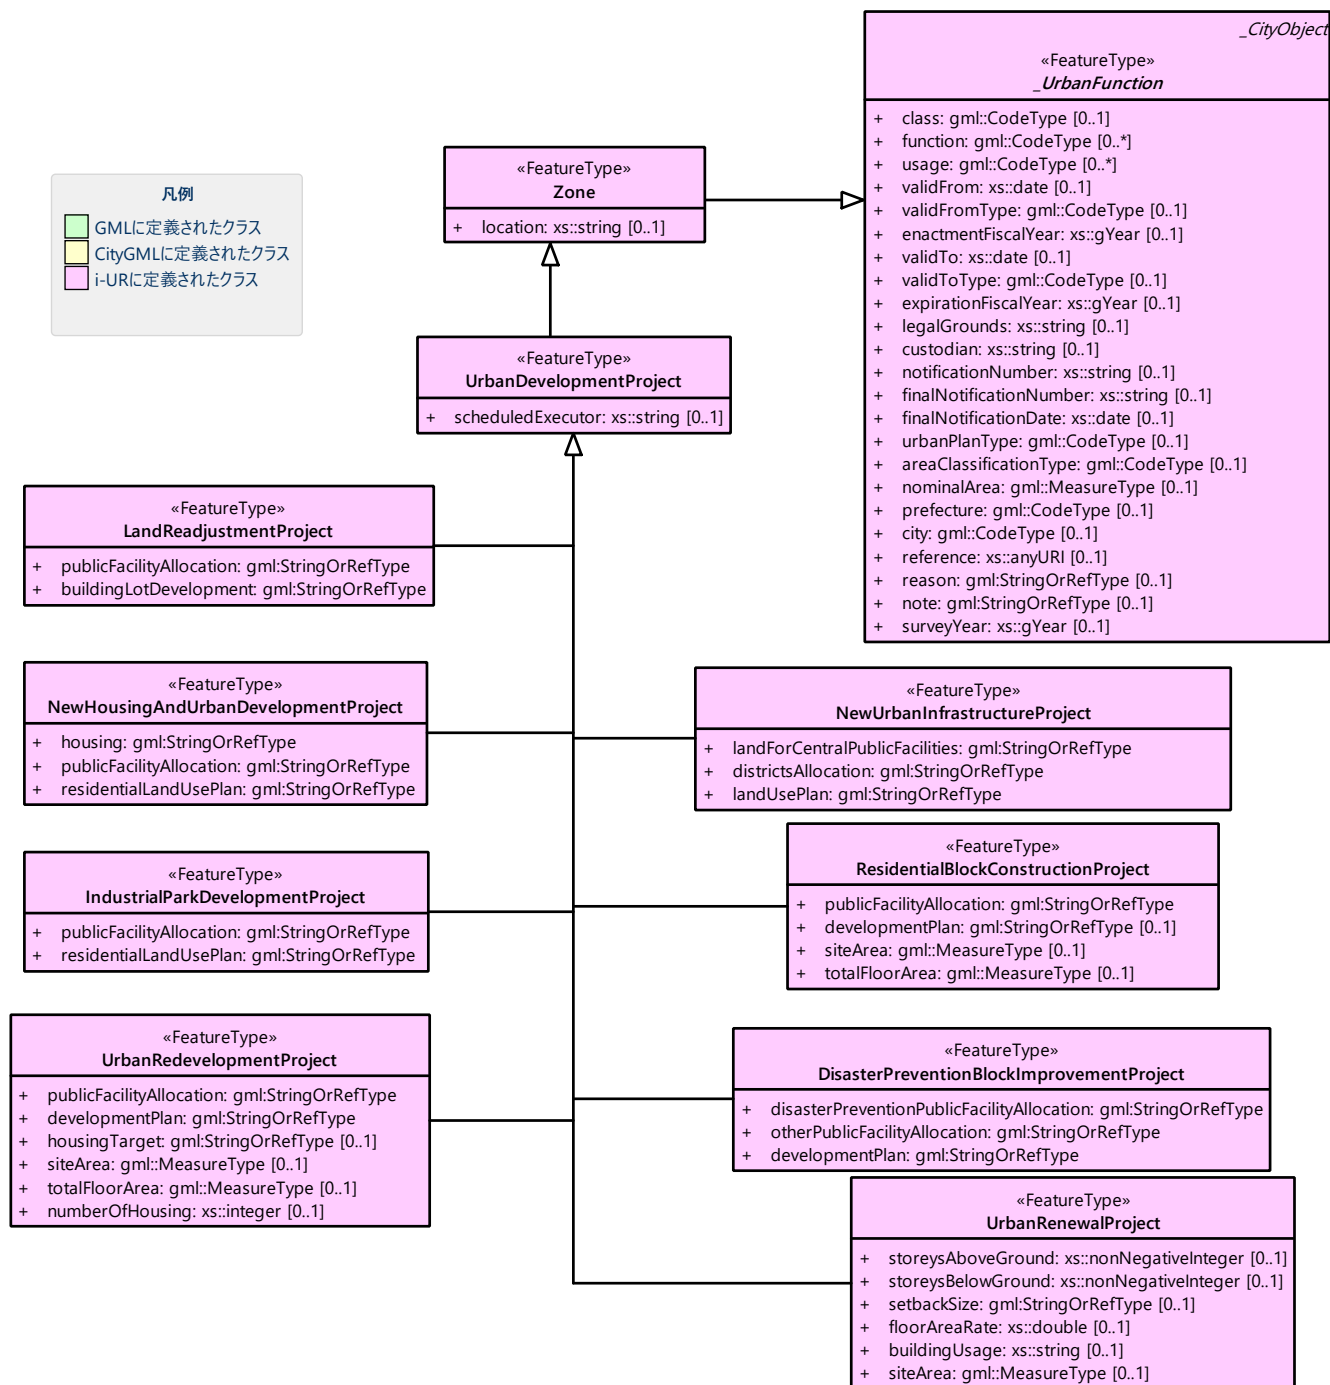 _CityObject
«FeatureType»
_UrbanFunction
+ class: gml::CodeType [0..1]
+ function: gml::CodeType [0..*]
+ usage: gml::CodeType [0..*]
+ validFrom: xs::date [0..1]
+ validFromType: gml::CodeType [0..1]
+ enactmentFiscalYear: xs::gYear [0..1]
+ validTo: xs::date [0..1]
+ validToType: gml::CodeType [0..1]
+ expirationFiscalYear: xs::gYear [0..1]
+ legalGrounds: xs::string [0..1]
+ custodian: xs::string [0..1]
+ notificationNumber: xs::string [0..1]
+ finalNotificationNumber: xs::string [0..1]
+ finalNotificationDate: xs::date [0..1]
+ urbanPlanType: gml::CodeType [0..1]
+ areaClassificationType: gml::CodeType [0..1]
+ nominalArea: gml::MeasureType [0..1]
+ prefecture: gml::CodeType [0..1]
+ city: gml::CodeType [0..1]
+ reference: xs::anyURI [0..1]
+ reason: gml:StringOrRefType [0..1]
+ note: gml:StringOrRefType [0..1]
+ surveyYear: xs::gYear [0..1]
«FeatureType»
Zone
+ location: xs::string [0..1]
凡例
GMLに定義されたクラス
CityGMLに定義されたクラス
i-URに定義されたクラス
«FeatureType»
UrbanDevelopmentProject
+ scheduledExecutor: xs::string [0..1]
«FeatureType»
LandReadjustmentProject
+ publicFacilityAllocation: gml:StringOrRefType
+ buildingLotDevelopment: gml:StringOrRefType
«FeatureType»
NewHousingAndUrbanDevelopmentProject
+ housing: gml:StringOrRefType
+ publicFacilityAllocation: gml:StringOrRefType
+ residentialLandUsePlan: gml:StringOrRefType
«FeatureType»
NewUrbanInfrastructureProject
+ landForCentralPublicFacilities: gml:StringOrRefType
+ districtsAllocation: gml:StringOrRefType
+ landUsePlan: gml:StringOrRefType
«FeatureType»
IndustrialParkDevelopmentProject
+ publicFacilityAllocation: gml:StringOrRefType
+ residentialLandUsePlan: gml:StringOrRefType
«FeatureType»
ResidentialBlockConstructionProject
+ publicFacilityAllocation: gml:StringOrRefType
+ developmentPlan: gml:StringOrRefType [0..1]
+ siteArea: gml::MeasureType [0..1]
+ totalFloorArea: gml::MeasureType [0..1]
«FeatureType»
UrbanRedevelopmentProject
+ publicFacilityAllocation: gml:StringOrRefType
+ developmentPlan: gml:StringOrRefType
+ housingTarget: gml:StringOrRefType [0..1]
+ siteArea: gml::MeasureType [0..1]
+ totalFloorArea: gml::MeasureType [0..1]
+ numberOfHousing: xs::integer [0..1]
«FeatureType»
DisasterPreventionBlockImprovementProject
+ disasterPreventionPublicFacilityAllocation: gml:StringOrRefType
+ otherPublicFacilityAllocation: gml:StringOrRefType
+ developmentPlan: gml:StringOrRefType
«FeatureType»
UrbanRenewalProject
+ storeysAboveGround: xs::nonNegativeInteger [0..1]
+ storeysBelowGround: xs::nonNegativeInteger [0..1]
+ setbackSize: gml:StringOrRefType [0..1]
+ floorAreaRate: xs::double [0..1]
+ buildingUsage: xs::string [0..1]
+ siteArea: gml::MeasureType [0..1]